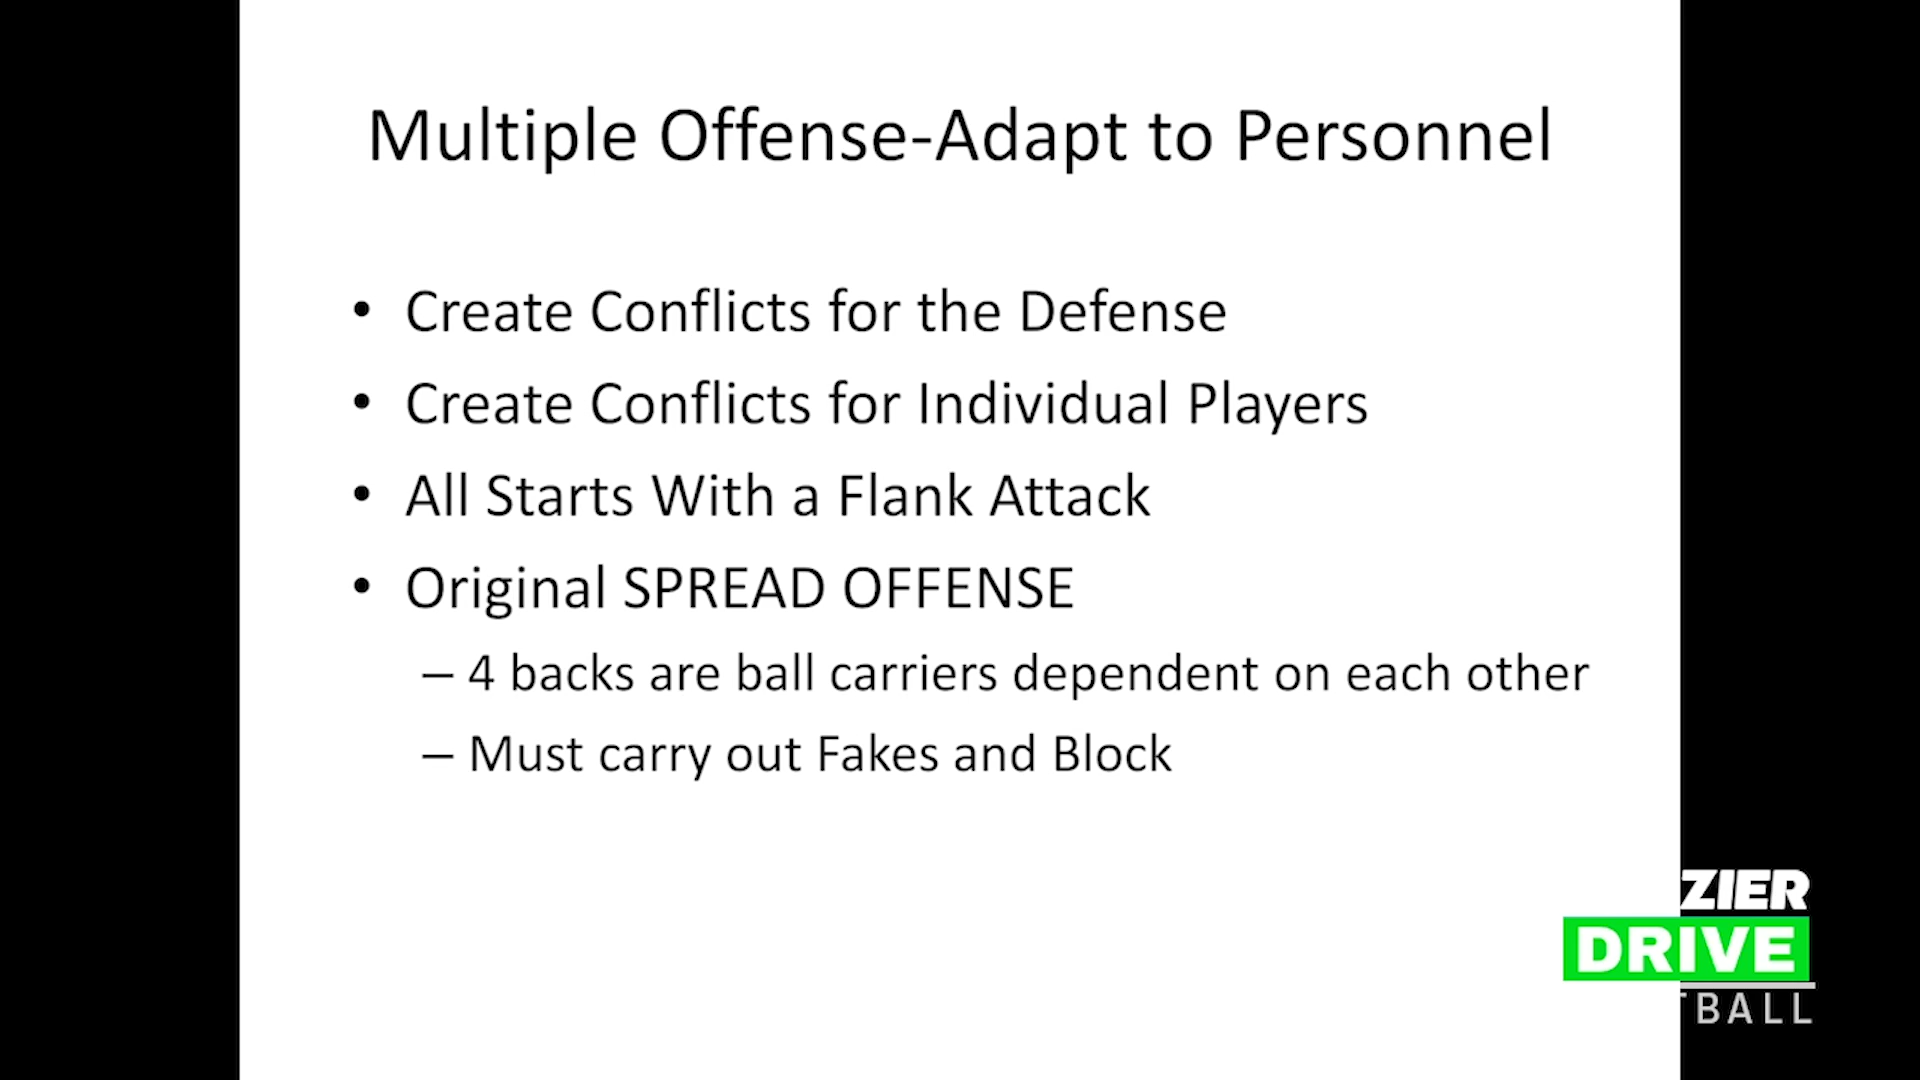 Multiple Offense-Adapt to Personnel
• Create Conflicts for the Defense
• Create Conflicts for Individual Players
• All Starts With a Flank Attack
• Original SPREAD OFFENSE
– 4 backs are ball carriers dependent on each other
– Must carry out Fakes and Block
ZIER
DRIVE
TBALL